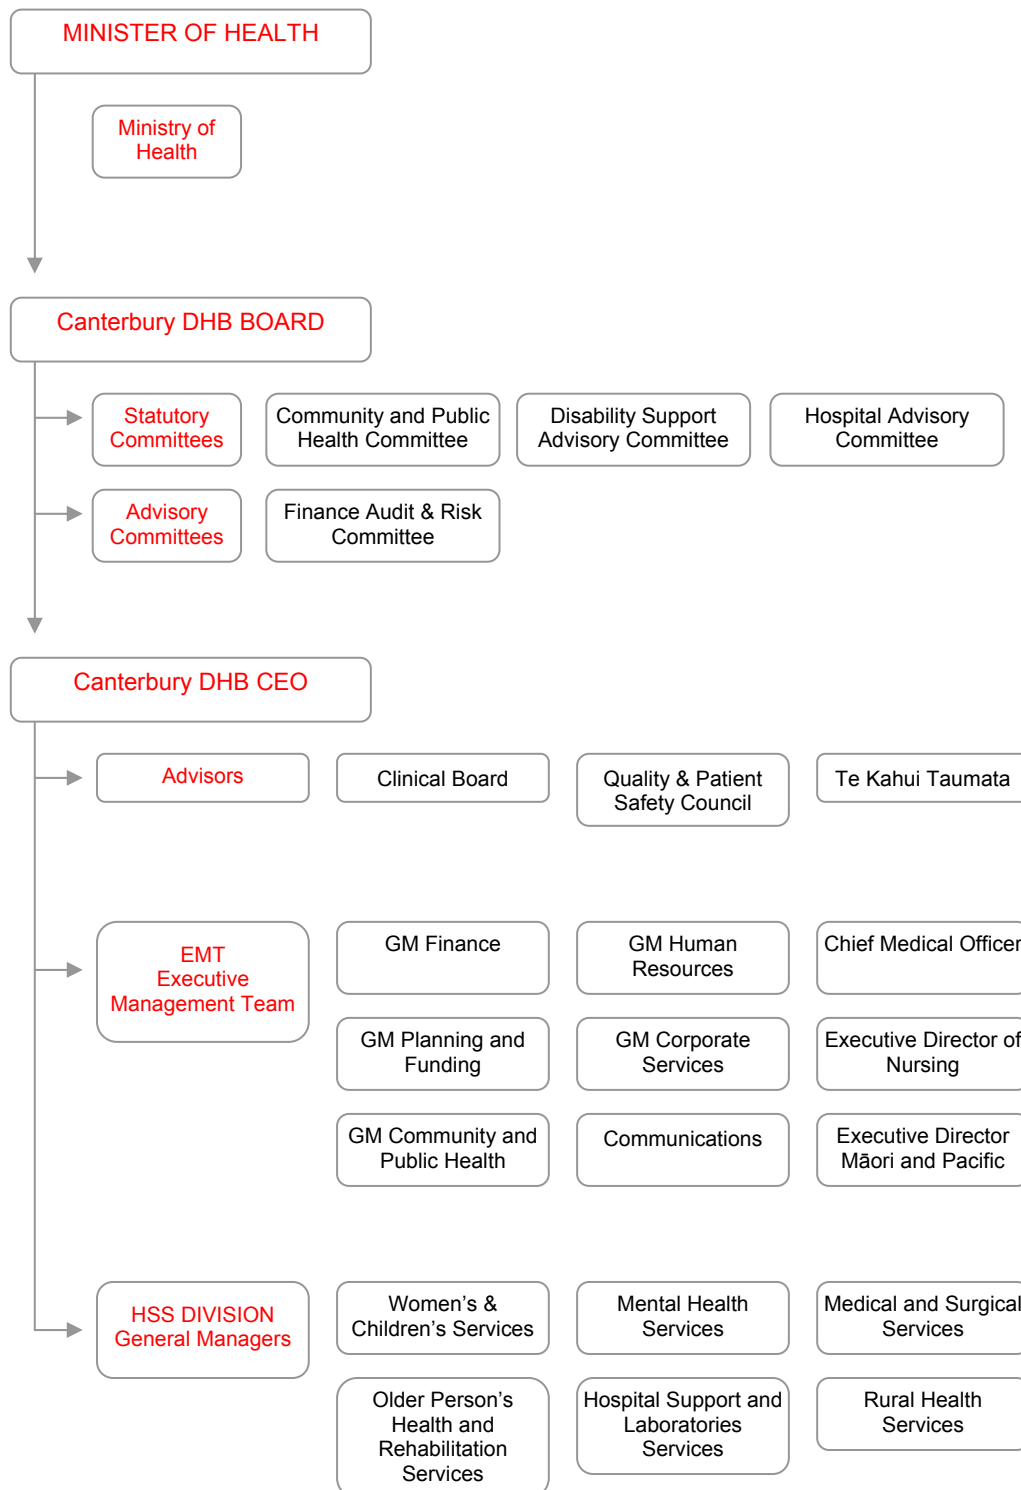 MINISTER OF HEALTH
Ministry of
Health
Canterbury DHB BOARD
Statutory
Committees
Community and Public
Health Committee
Disability Support
Advisory Committee
Hospital Advisory
Committee
Advisory
Committees
Finance Audit & Risk
Committee
Canterbury DHB CEO
Advisors
Clinical Board
Quality & Patient
Safety Council
Te Kahui Taumata
EMT
Executive
Management Team
GM Finance
GM Human
Resources
Chief Medical Officer
GM Planning and
Funding
GM Corporate
Services
Executive Director of
Nursing
GM Community and
Public Health
Communications
Executive Director
Māori and Pacific
HSS DIVISION
General Managers
Women’s &
Children’s Services
Mental Health
Services
Medical and Surgical
Services
Older Person’s
Health and
Rehabilitation
Services
Hospital Support and
Laboratories
Services
Rural Health
Services